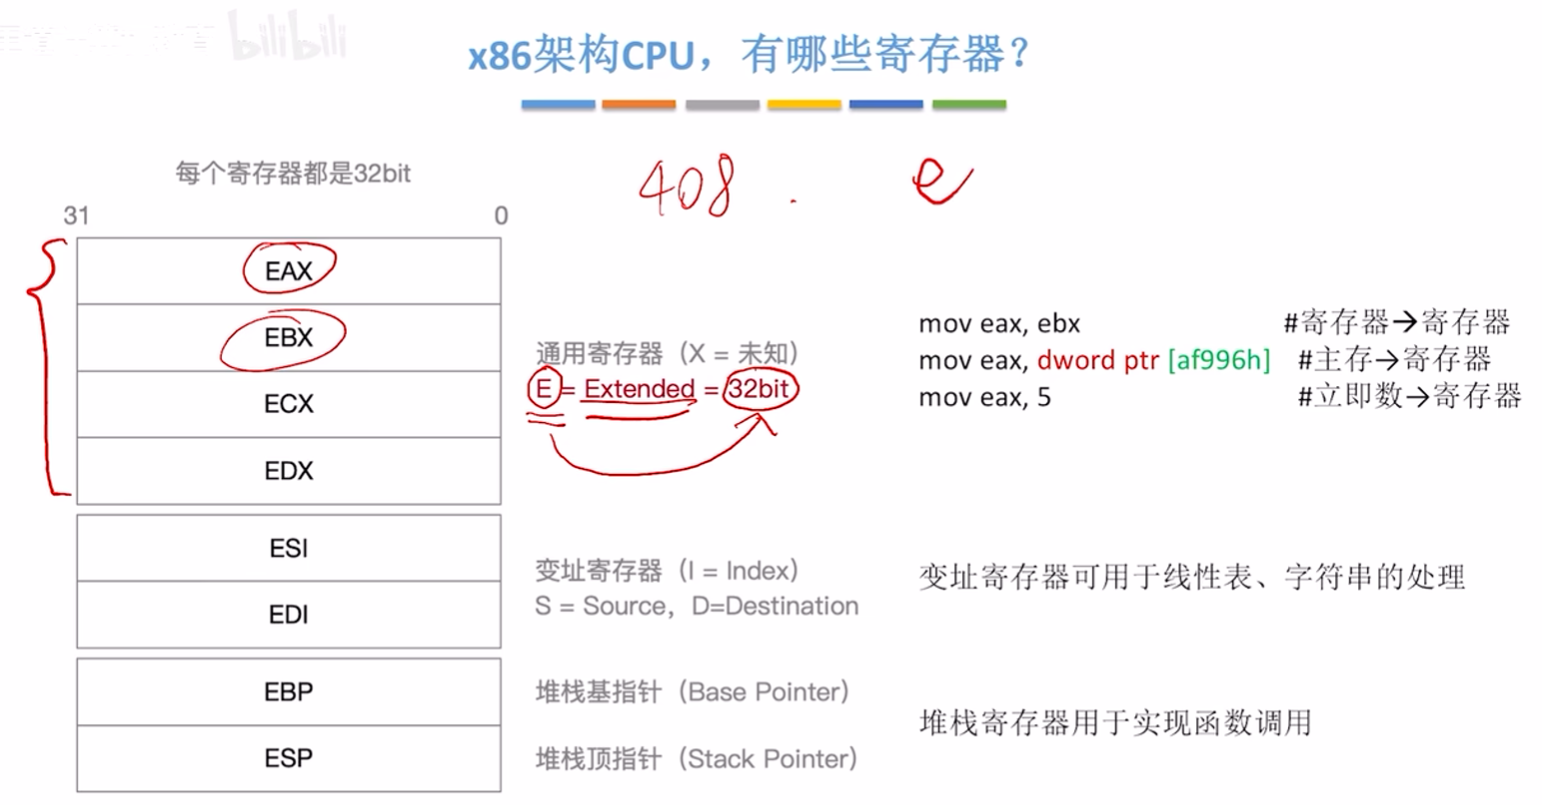 bilibili
x86架构CPU，有哪些寄存器？
每个寄存器都是32bit
408 . e
31 0
EAX
EBX
ECX
EDX
通用寄存器（X = 未知）
E = Extended = 32bit
mov eax, ebx #寄存器→寄存器
mov eax, dword ptr [af996h] #主存→寄存器
mov eax, 5 #立即数→寄存器
ESI
EDI
变址寄存器（I = Index）
S = Source，D=Destination
变址寄存器可用于线性表、字符串的处理
EBP
ESP
堆栈基指针（Base Pointer）
堆栈顶指针（Stack Pointer）
堆栈寄存器用于实现函数调用